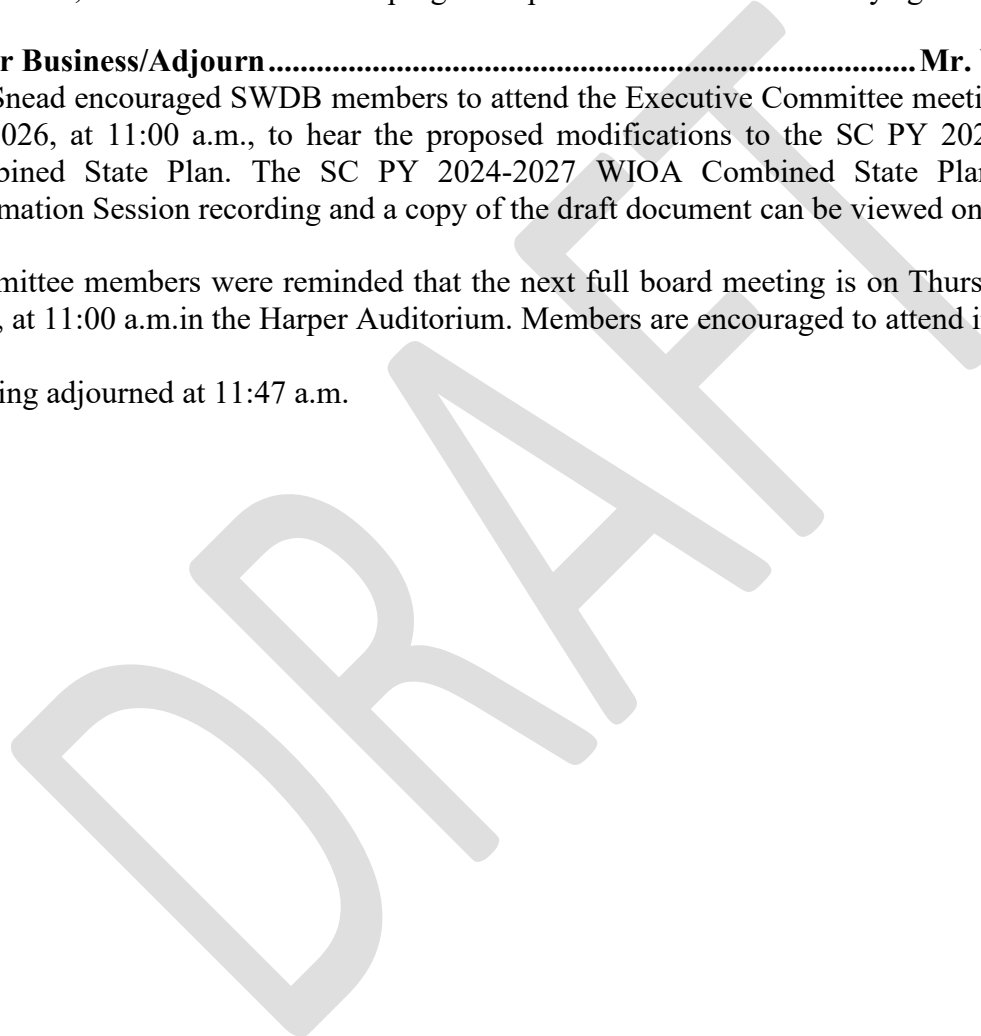 r Business/Adjourn................................................................................Mr.
Snead encouraged SWDB members to attend the Executive Committee meeti
026, at 11:00 a.m., to hear the proposed modifications to the SC PY 202
bined State Plan. The SC PY 2024-2027 WIOA Combined State Plan
mation Session recording and a copy of the draft document can be viewed on
mittee members were reminded that the next full board meeting is on Thurs
, at 11:00 a.m.in the Harper Auditorium. Members are encouraged to attend i
ing adjourned at 11:47 a.m.
DRAFT